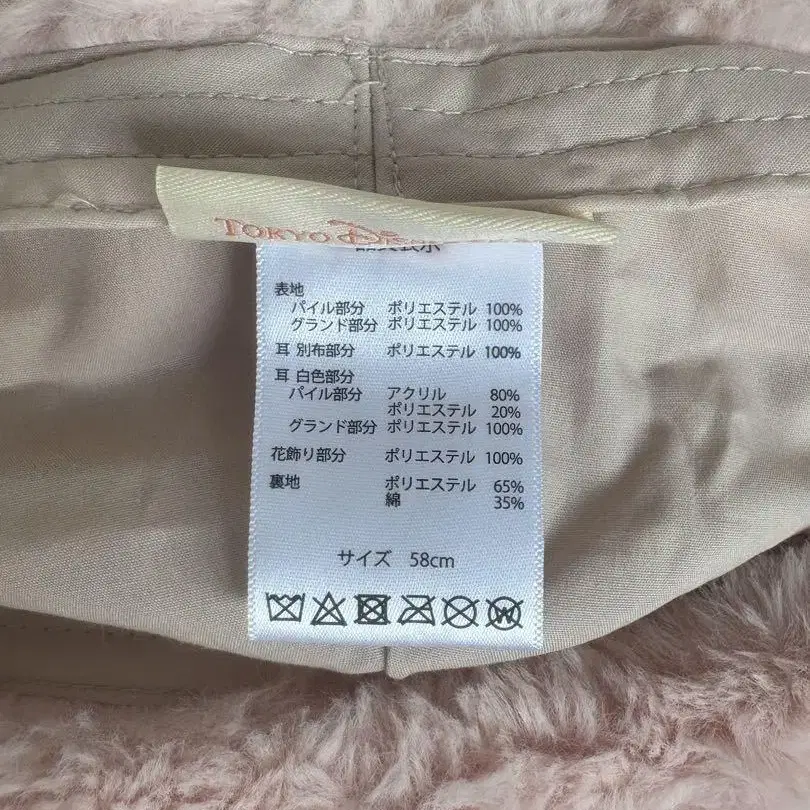 TOKYO
表地
パイル部分 ポリエステル 100%
グランド部分 ポリエステル 100%
耳 別布部分 ポリエステル 100%
耳 白色部分
パイル部分 アクリル 80%
ポリエステル 20%
グランド部分 ポリエステル 100%
花飾り部分 ポリエステル 100%
裏地 ポリエステル 65%
綿 35%
サイズ 58cm
W